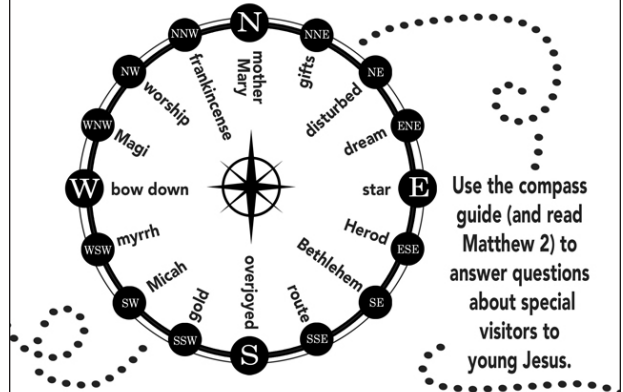 N
mother
Mary
NNE
gifts
NE
disturbed
ENE
dream
E
star
ESE
Herod
SE
Bethlehem
SSE
route
S
overjoyed
SSW
gold
SW
Micah
WSW
myrrh
W
bow down
WNW
Magi
NW
worship
NNW
frankincense
Use the compass
guide (and read
Matthew 2) to
answer questions
about special
visitors to
young Jesus.